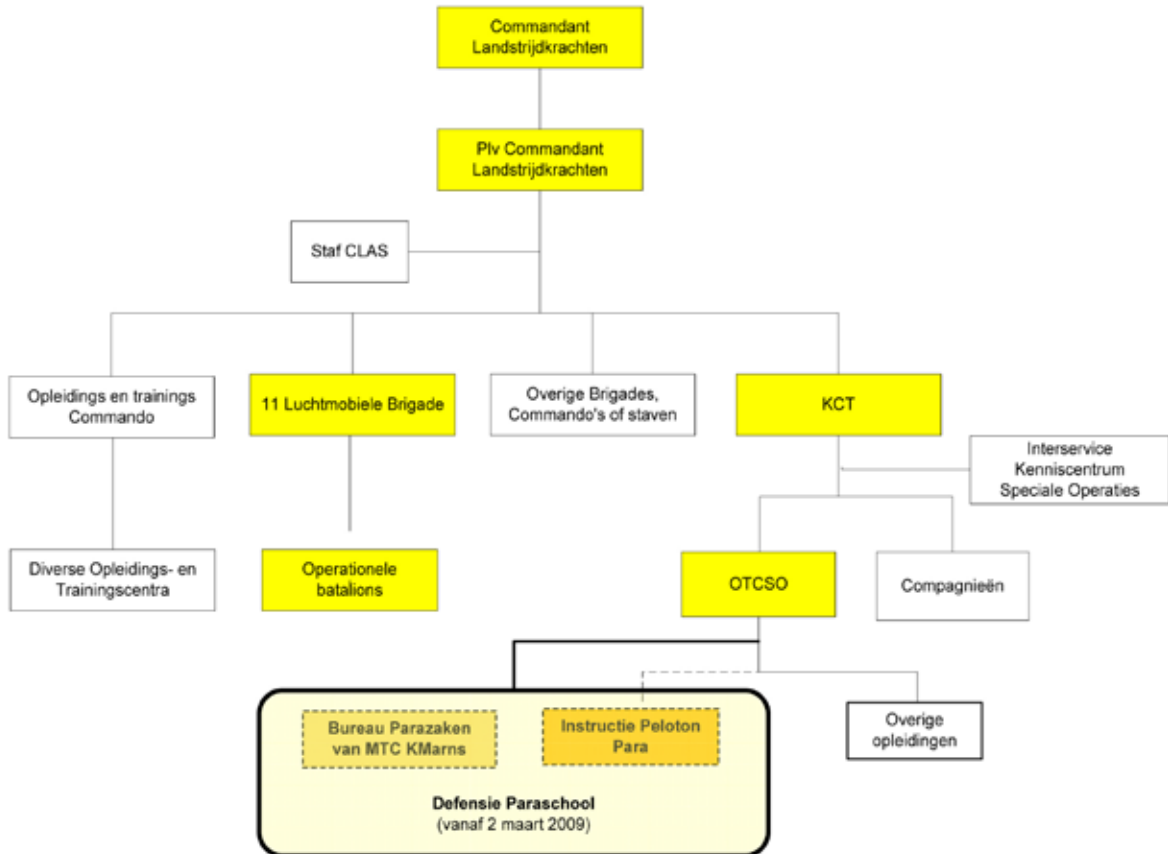 Commandant
Landstrijdkrachten
Plv Commandant
Landstrijdkrachten
Staf CLAS
Opleidings en trainings
Commando
11 Luchtmobiele Brigade
Overige Brigades,
Commando's of staven
KCT
Interservice
Kenniscentrum
Speciale Operaties
Diverse Opleidings- en
Trainingscentra
Operationele
batalions
OTCSO
Compagnieën
Bureau Parazaken
van MTC KMarns
Instructie Peloton
Para
Overige
opleidingen
Defensie Paraschool
(vanaf 2 maart 2009)